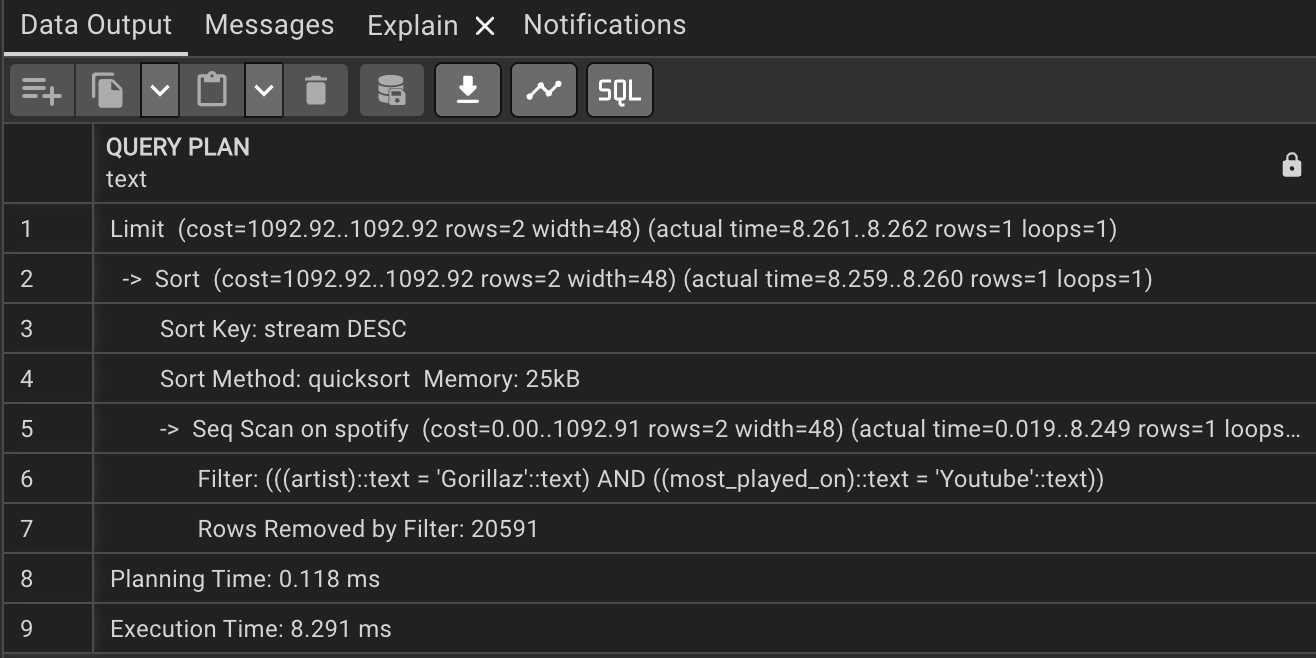 Data Output Messages Explain Notifications
SQL
QUERY PLAN
text
1 Limit (cost=1092.92..1092.92 rows=2 width=48) (actual time=8.261..8.262 rows=1 loops=1)
2 -> Sort (cost=1092.92..1092.92 rows=2 width=48) (actual time=8.259..8.260 rows=1 loops=1)
3 Sort Key: stream DESC
4 Sort Method: quicksort Memory: 25kB
5 -> Seq Scan on spotify (cost=0.00..1092.91 rows=2 width=48) (actual time=0.019..8.249 rows=1 loops...
6 Filter: (((artist)::text = 'Gorillaz'::text) AND ((most_played_on)::text = 'Youtube'::text))
7 Rows Removed by Filter: 20591
8 Planning Time: 0.118 ms
9 Execution Time: 8.291 ms